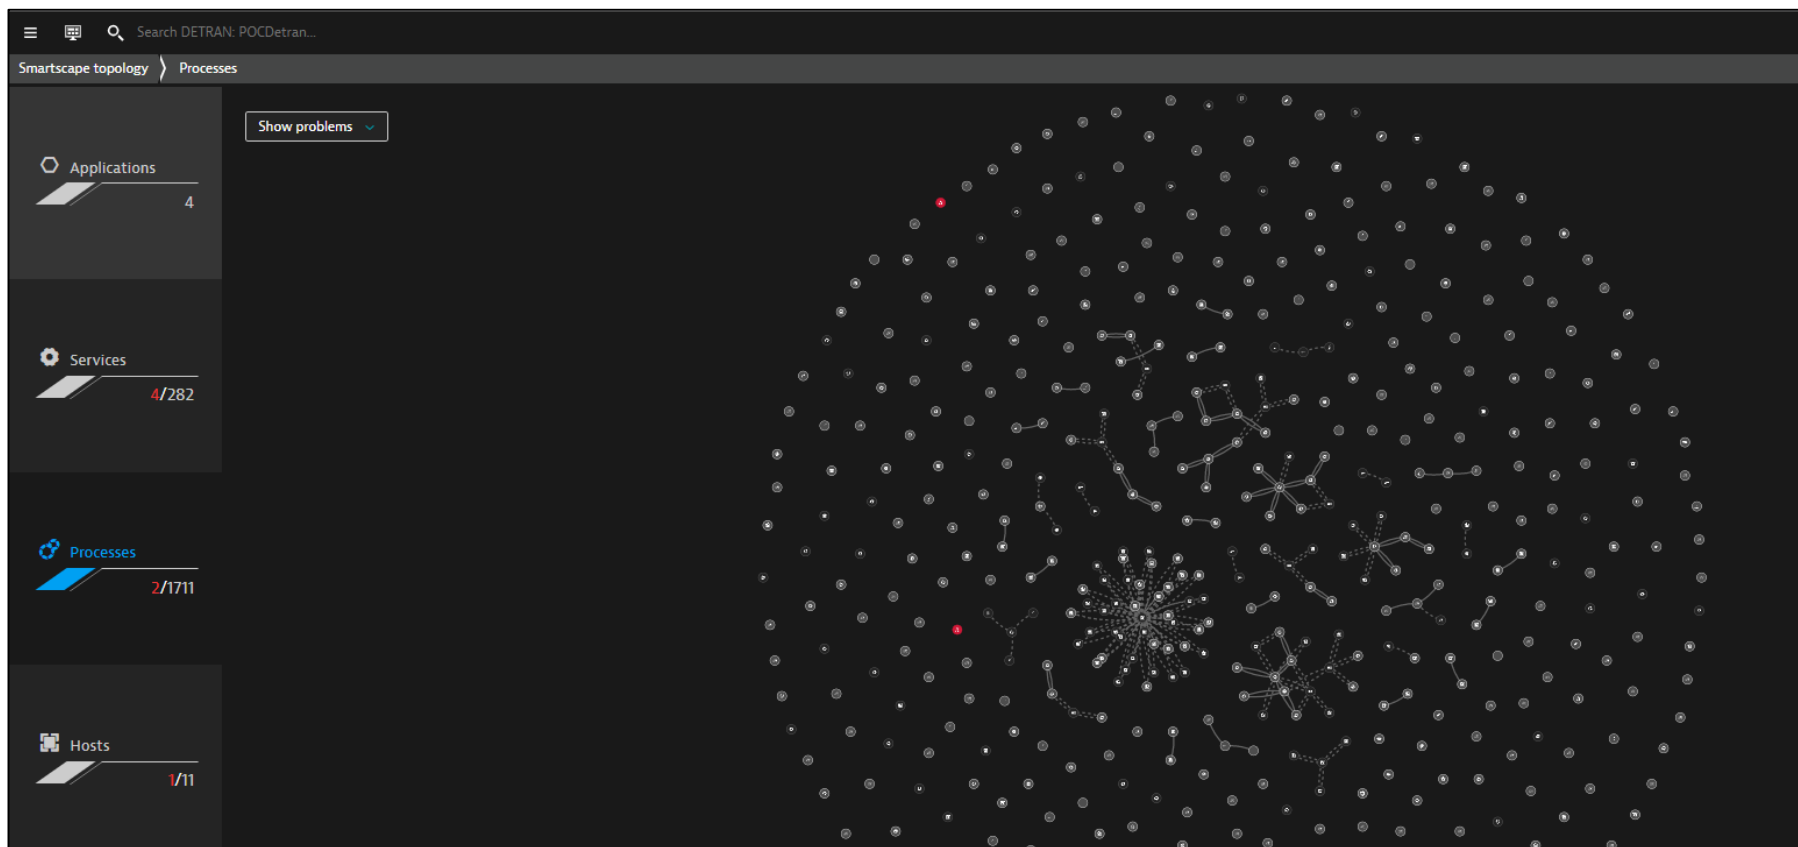 Search DETRAN: POCDetran...
Smartscape topology
Processes
Show problems
Applications
4
Services
4/282
Processes
2/1711
Hosts
1/11